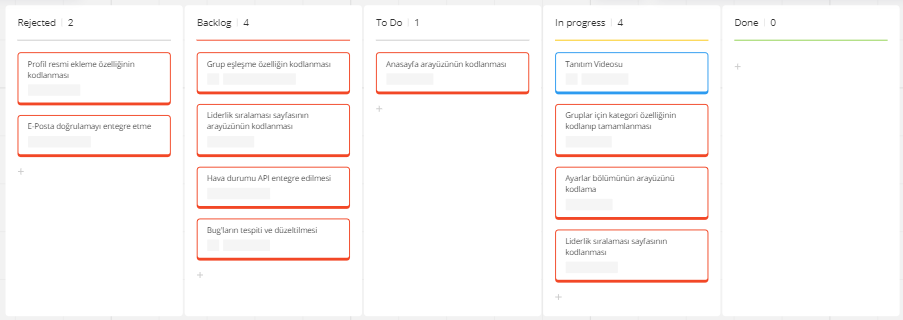 Rejected | 2
Profil resmi ekleme özelliğinin
kodlanması
E-Posta doğrulamayı entegre etme
+
Backlog | 4
Grup eşleşme özelliğin kodlanması
Liderlik sıralaması sayfasının
arayüzünün kodlanması
Hava durumu API entegre edilmesi
Bug'ların tespiti ve düzeltilmesi
+
To Do | 1
Anasayfa arayüzünün kodlanması
+
In progress | 4
Tanıtım Videosu
Gruplar için kategori özelliğinin
kodlanıp tamamlanması
Ayarlar bölümünün arayüzünü
kodlama
Liderlik sıralaması sayfasının
kodlanması
+
Done | 0
+